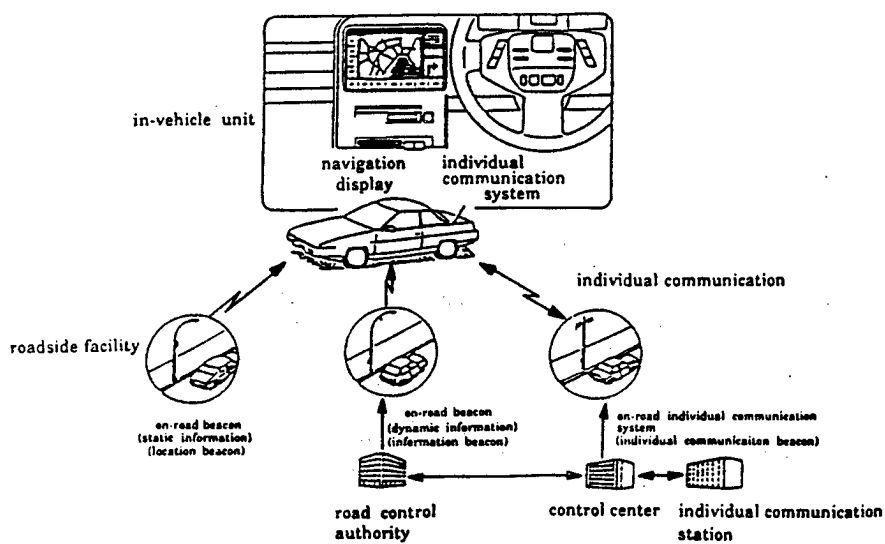 in-vehicle unit
navigation
display
individual
communication
system
individual communication
roadside facility
on-road beacon
(static information)
(location beacon)
on-road beacon
(dynamic information)
(information beacon)
on-road individual communication
system
(individual communicaiton beacon)
road control
authority
control center
individual communication
station